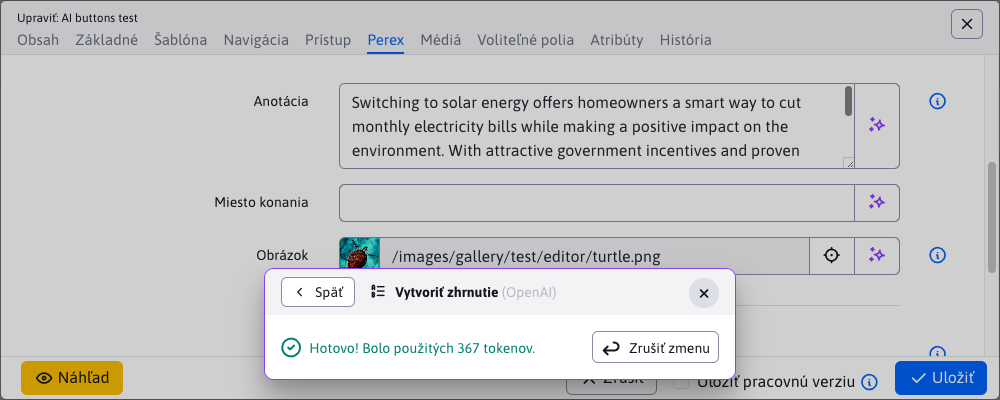 Upraviť: AI buttons test
Obsah Základné Šablóna Navigácia Prístup Perex Médiá Voliteľné polia Atribúty História
Anotácia
Switching to solar energy offers homeowners a smart way to cut
monthly electricity bills while making a positive impact on the
environment. With attractive government incentives and proven
Miesto konania
Obrázok
/images/gallery/test/editor/turtle.png
Späť
Vytvoriť zhrnutie (OpenAI)
Hotovo! Bolo použitých 367 tokenov.
Zrušiť zmenu
Náhľad
Zrušiť
Uložiť pracovnú verziu
Uložiť